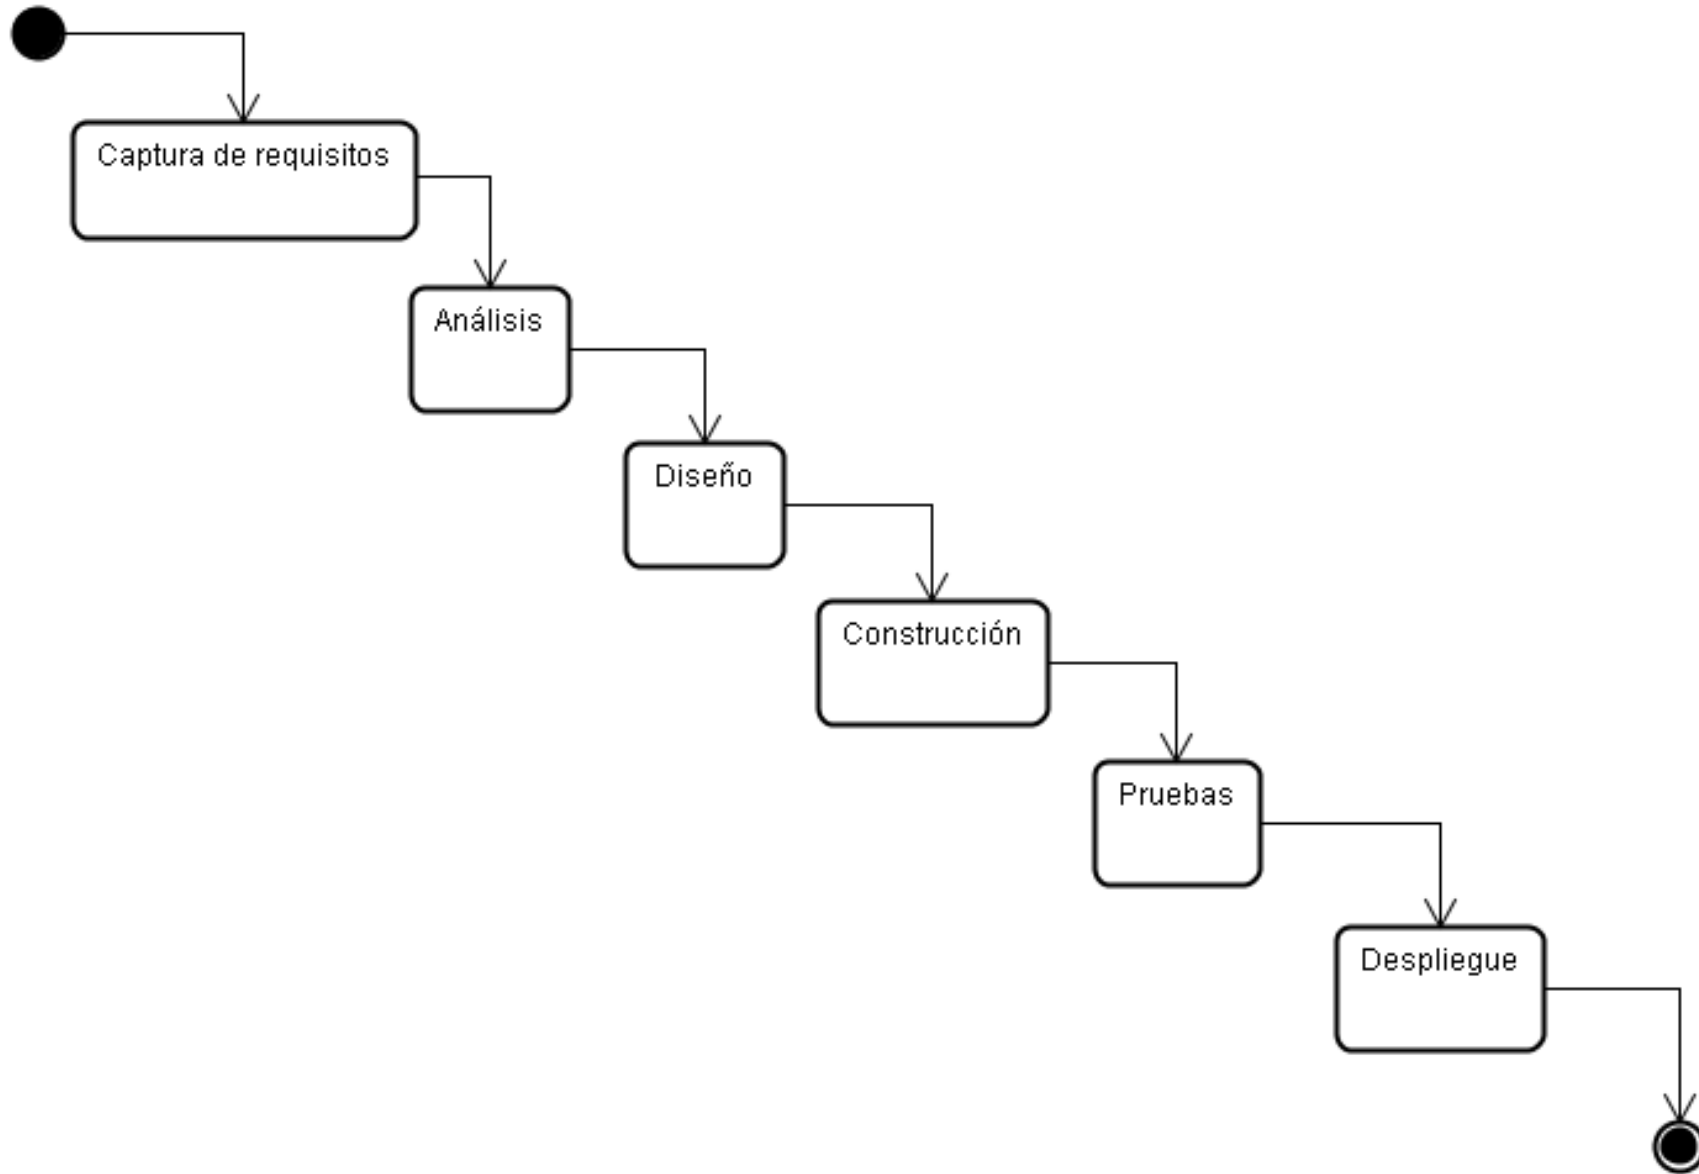 Captura de requisitos
Análisis
Diseño
Construcción
Pruebas
Despliegue